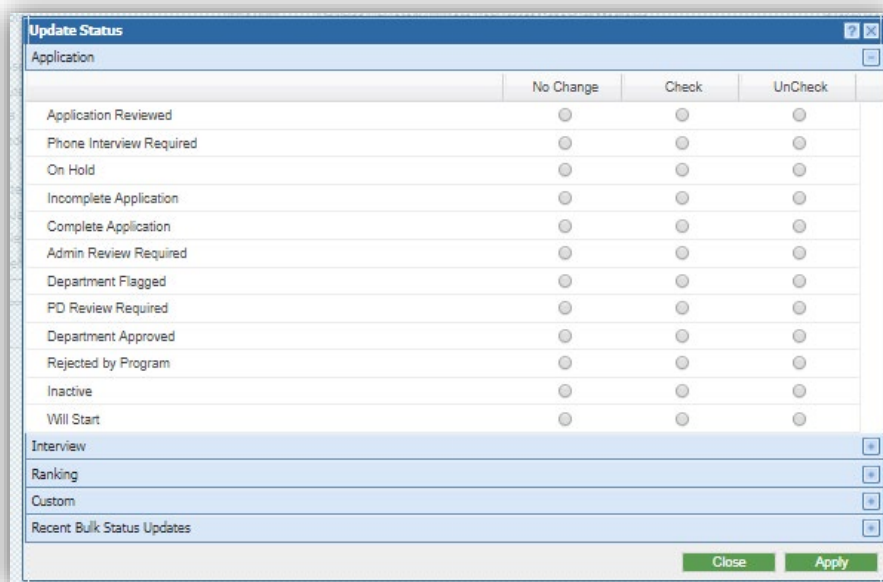 Update Status
Application
No Change Check UnCheck
Application Reviewed
Phone Interview Required
On Hold
Incomplete Application
Complete Application
Admin Review Required
Department Flagged
PD Review Required
Department Approved
Rejected by Program
Inactive
Will Start
Interview
Ranking
Custom
Recent Bulk Status Updates
Close Apply